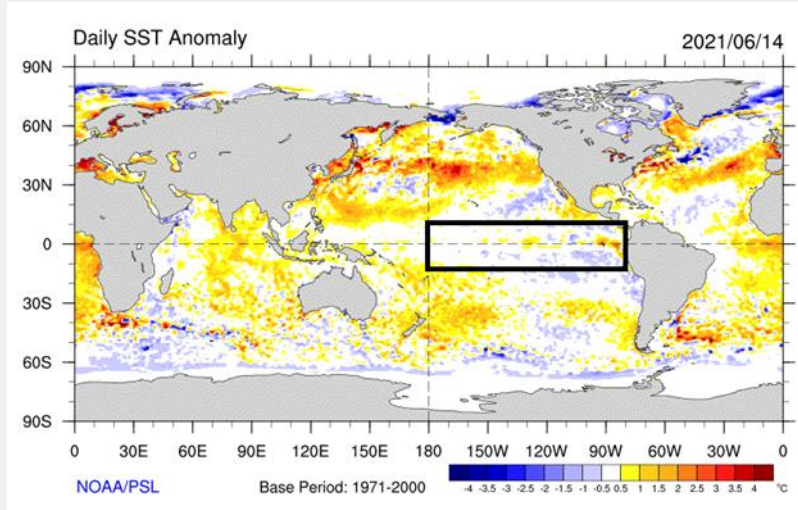 Daily SST Anomaly 2021/06/14
90N
60N
30N
0
30S
60S
90S
0 30E 60E 90E 120E 150E 180 150W 120W 90W 60W 30W 0
NOAA/PSL Base Period: 1971-2000
-4 -3.5 -3 -2.5 -2 -1.5 -1 -0.5 0.5 1 1.5 2 2.5 3 3.5 4 °C